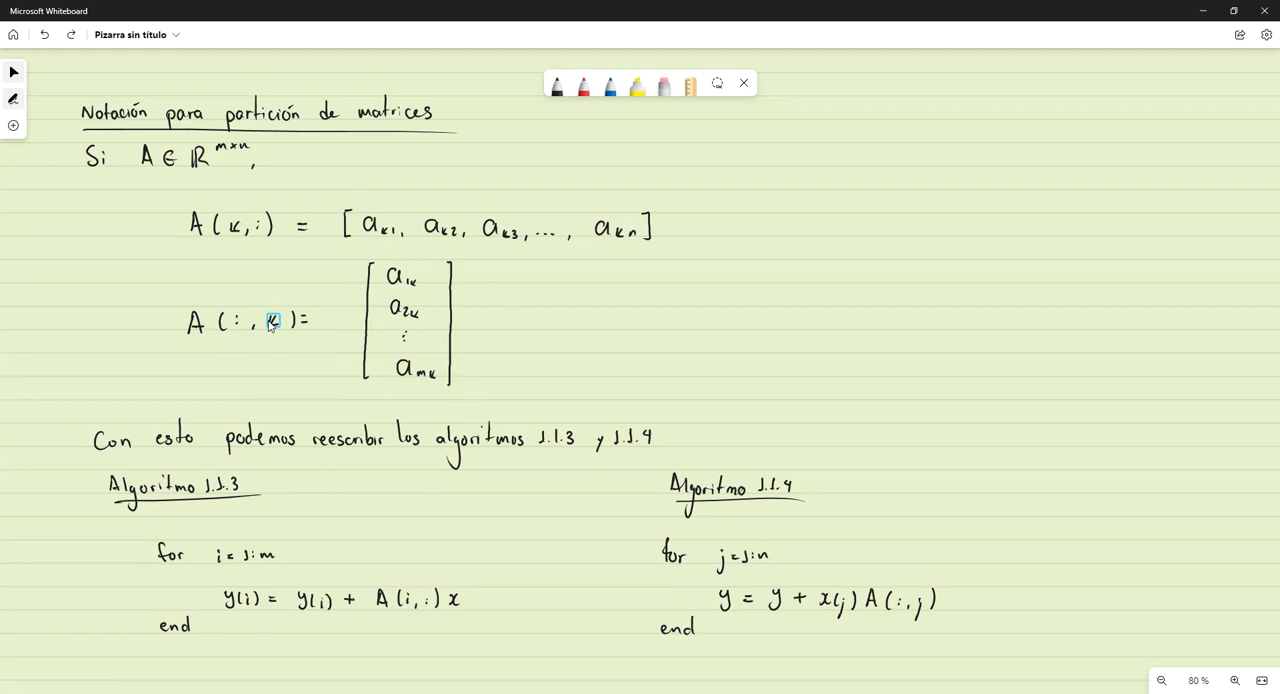 Microsoft Whiteboard
Pizarra sin título
Notación para partición de matrices
Si A ∈ ℝ^{m×n},
A(k,:) = [a_{k1}, a_{k2}, a_{k3}, ..., a_{kn}]
A(:,k) = [a_{1k}
a_{2k}
⋮
a_{mk}]
Con esto podemos reescribir los algoritmos 1.1.3 y 1.1.4
Algoritmo 1.1.3
for i=1:m
y(i) = y(i) + A(i,:)x
end
Algoritmo 1.1.4
for j=1:n
y = y + x(j)A(:,j)
end
80 %